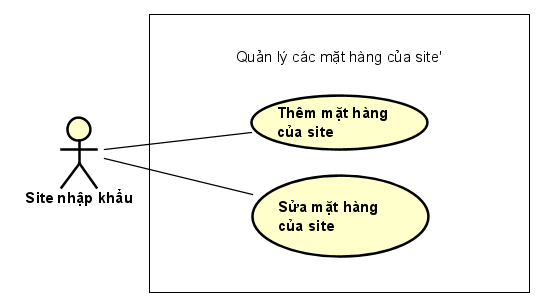 Quản lý các mặt hàng của site'
Thêm mặt hàng
của site
Site nhập khẩu
Sửa mặt hàng
của site